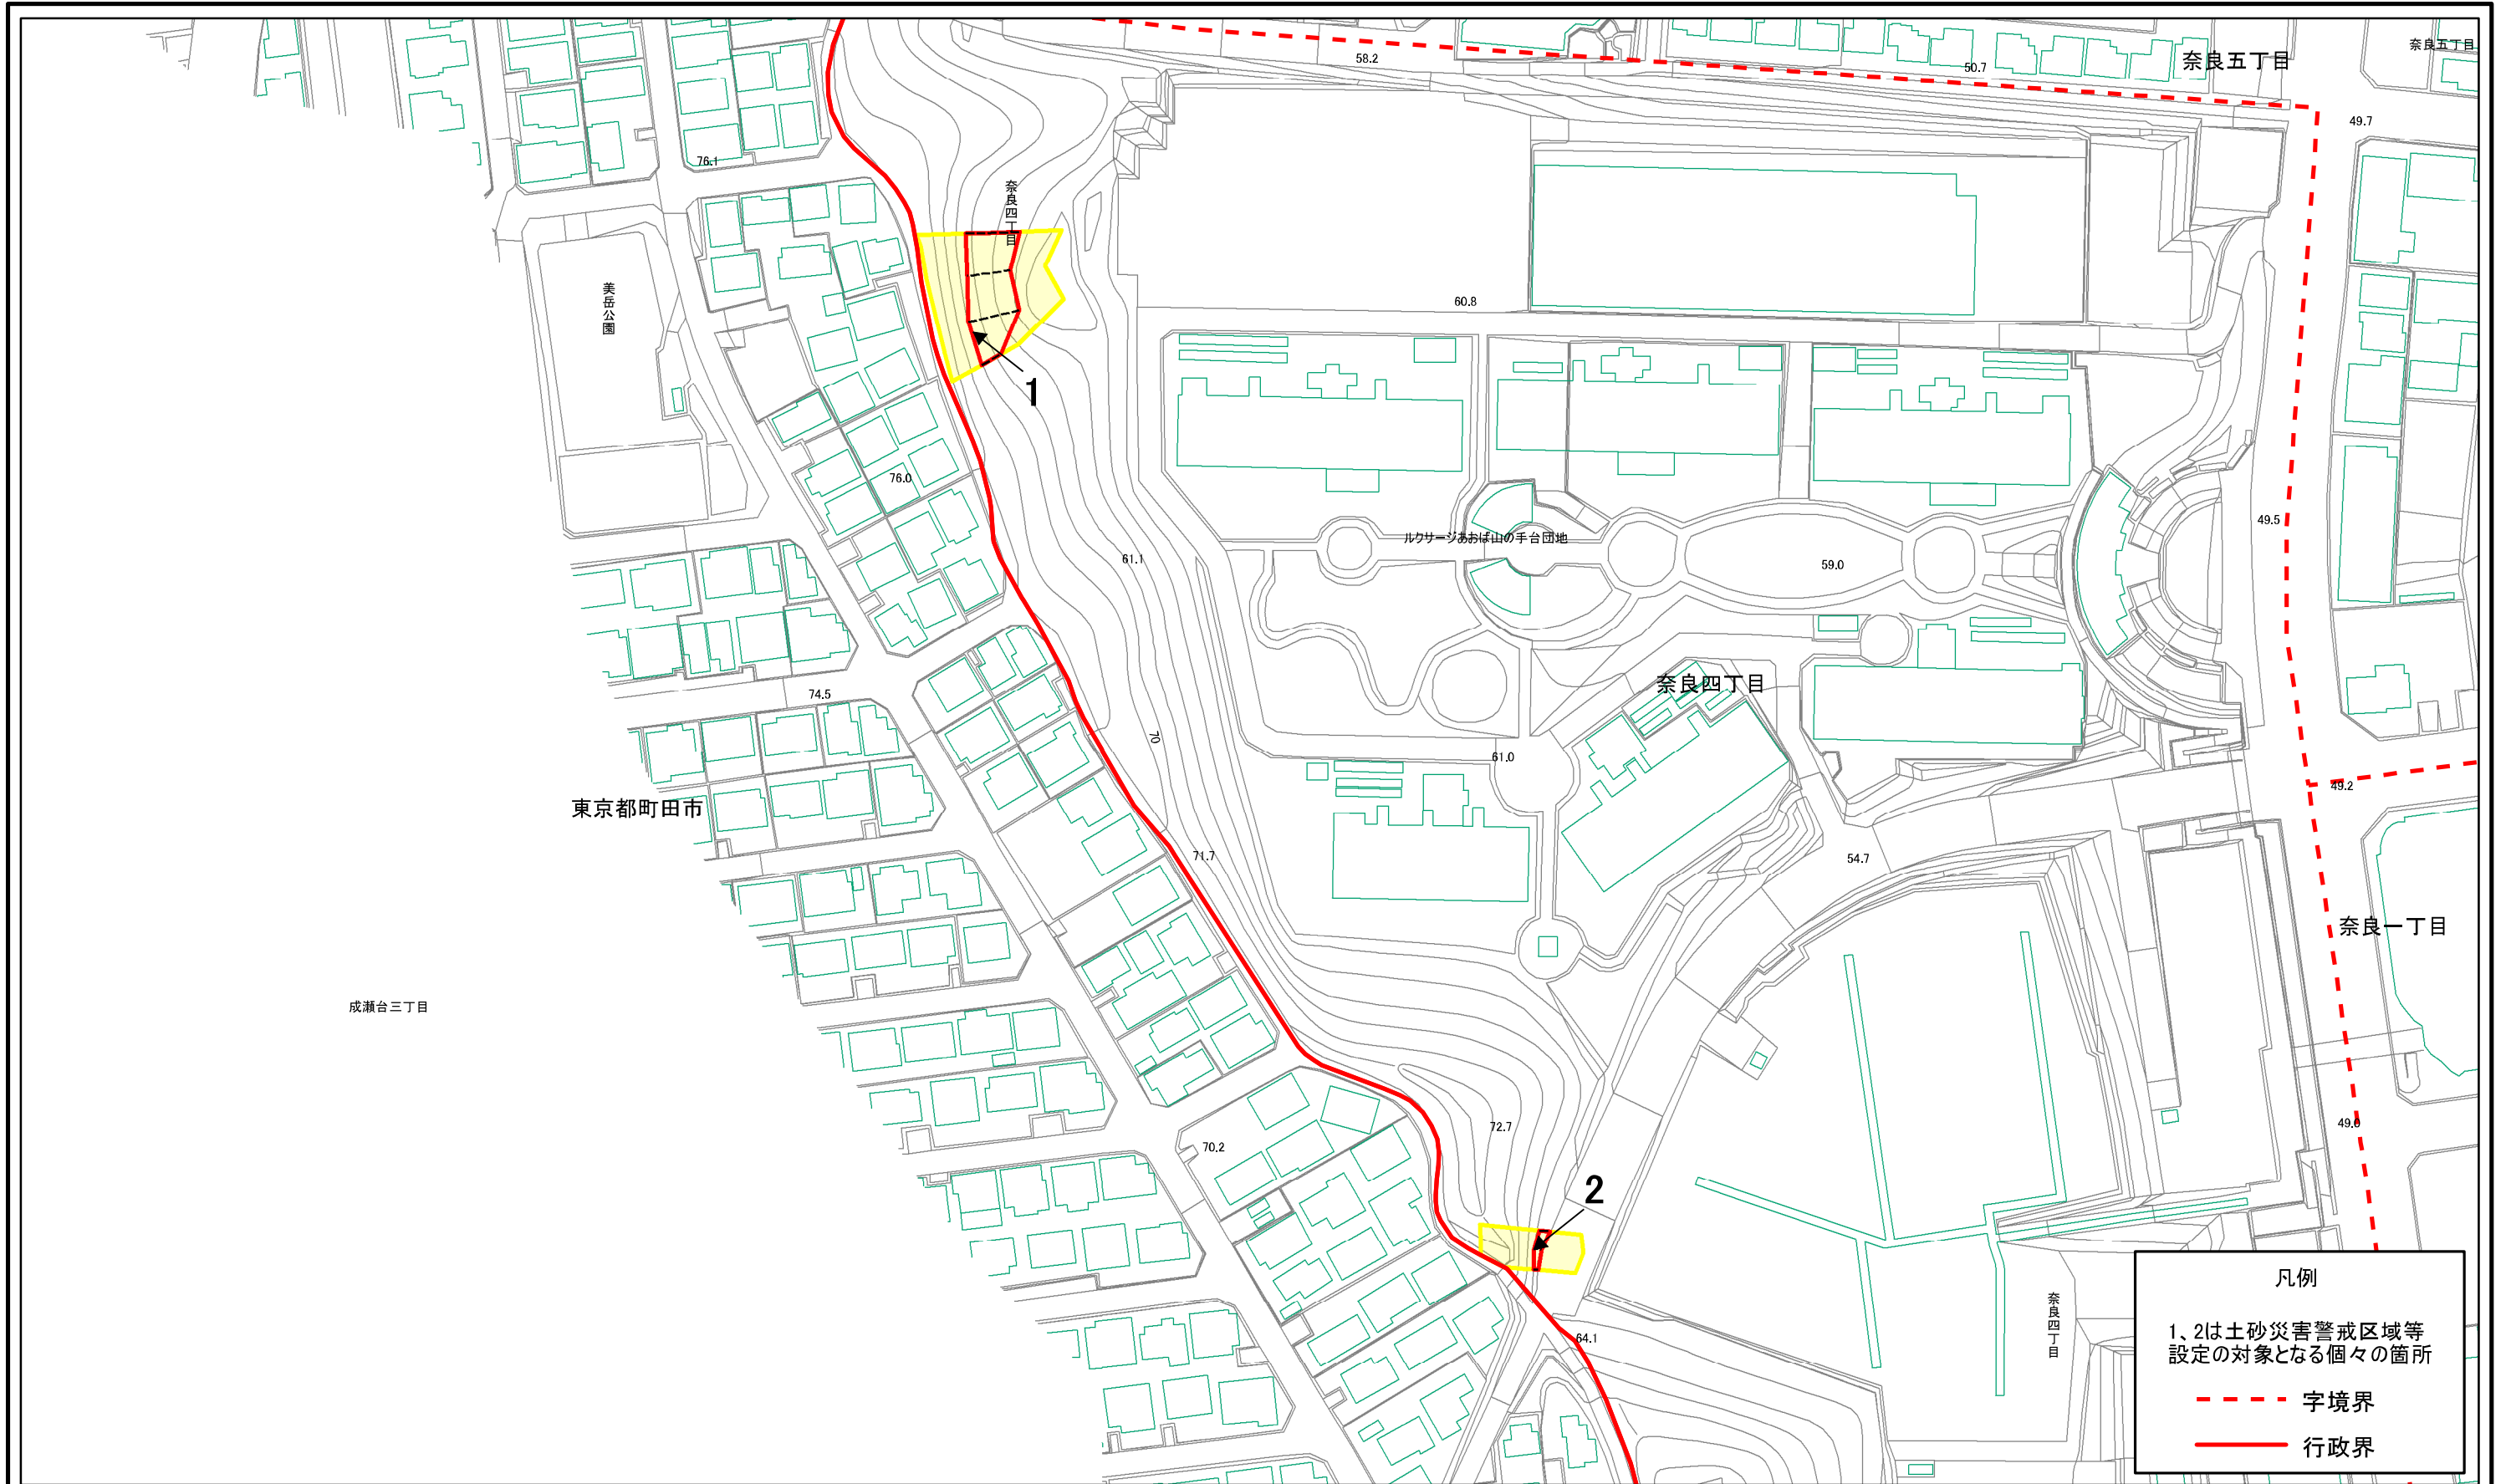 奈良五丁目
奈良五丁目
58.2
50.7
49.7
76.1
奈良四丁目
美岳公園
60.8
1
76.0
49.5
ルクサージュあおば山の手台団地
61.1
59.0
奈良四丁目
74.5
70
61.0
49.2
東京都町田市
71.7
54.7
奈良一丁目
成瀬台三丁目
72.7
49.0
70.2
2
64.1
奈良四丁目
凡例
1、2は土砂災害警戒区域等
設定の対象となる個々の箇所
字境界
行政界